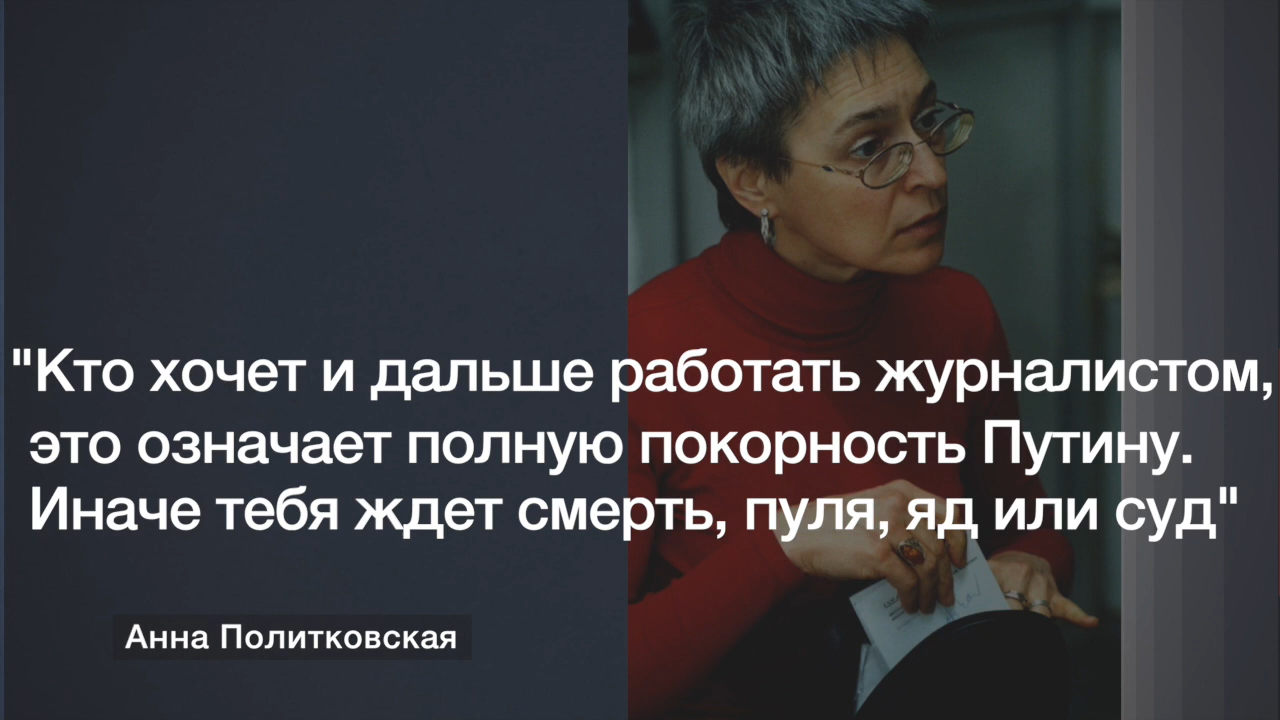 "Кто хочет и дальше работать журналистом,
это означает полную покорность Путину.
Иначе тебя ждет смерть, пуля, яд или суд"
Анна Политковская